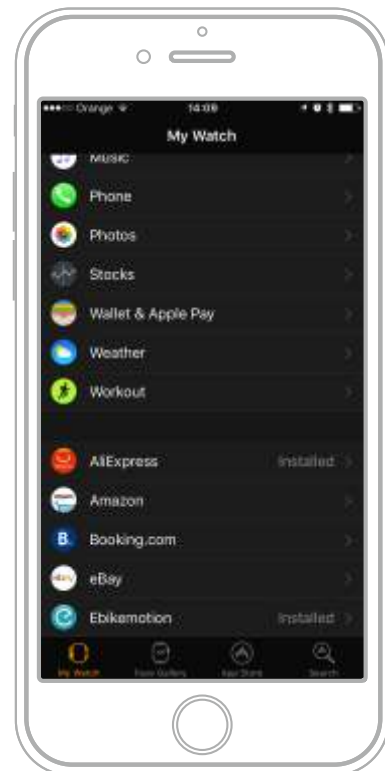 Orange 14:09
My Watch
Music
Phone
Photos
Stocks
Wallet & Apple Pay
Weather
Workout
AliExpress Installed
Amazon
B. Booking.com
ebay eBay
Ebikemotion Installed
My Watch Face Gallery App Store Search